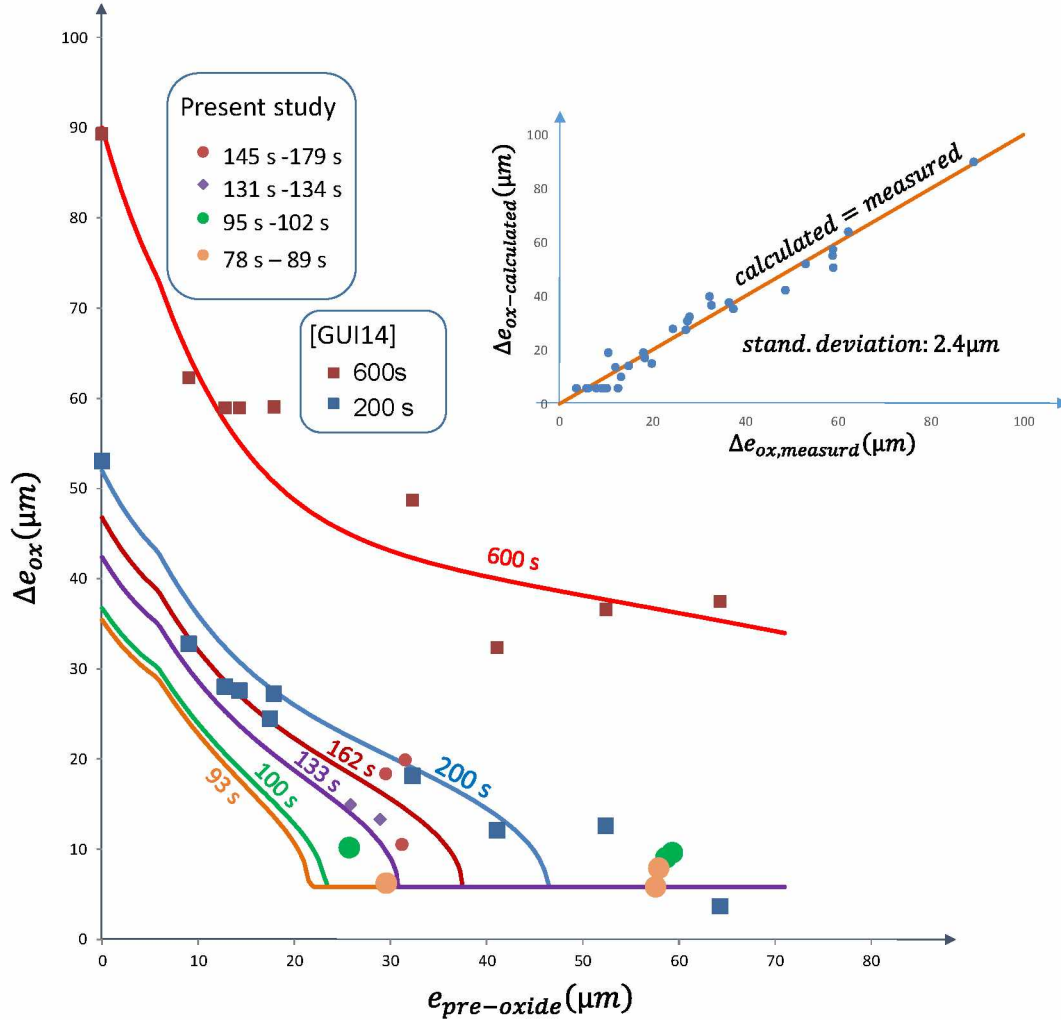 100
90
80
70
60
50
40
30
20
10
0
Δe_ox(μm)
Present study
145 s -179 s
131 s -134 s
95 s -102 s
78 s – 89 s
[GUI14]
600s
200 s
600 s
200 s
162 s
133 s
100 s
93 s
0 10 20 30 40 50 60 70 80
e_pre-oxide(μm)
100
80
60
40
20
0
Δe_ox-calculated(μm)
calculated = measured
stand. deviation: 2.4μm
0 20 40 60 80 100
Δe_ox,measurd(μm)